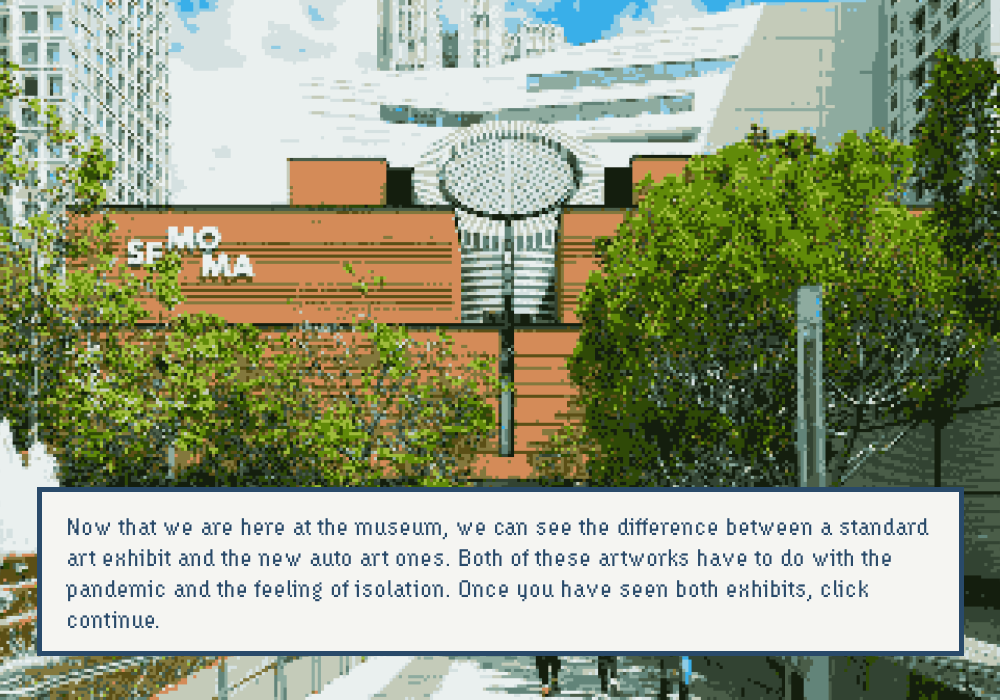 SF MO
MA
Now that we are here at the museum, we can see the difference between a standard
art exhibit and the new auto art ones. Both of these artworks have to do with the
pandemic and the feeling of isolation. Once you have seen both exhibits, click
continue.